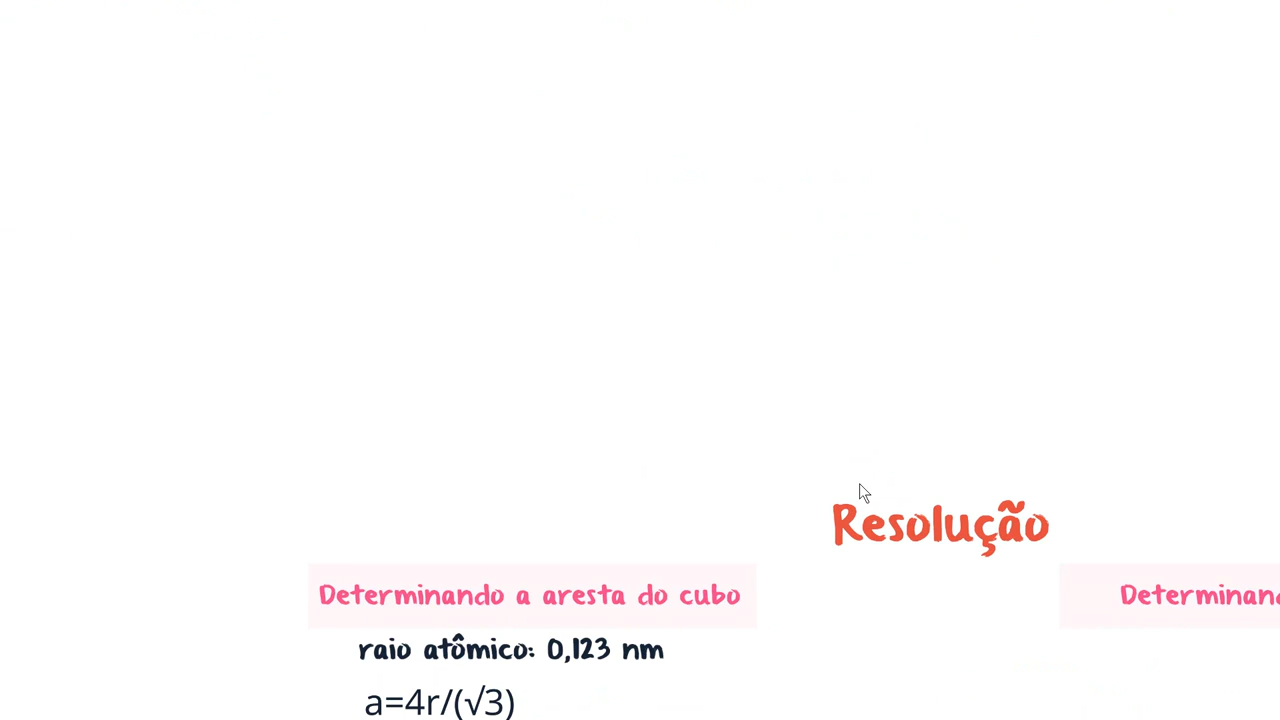 Resolução
Determinando a aresta do cubo
raio atômico: 0,123 nm
a=4r/(√3)